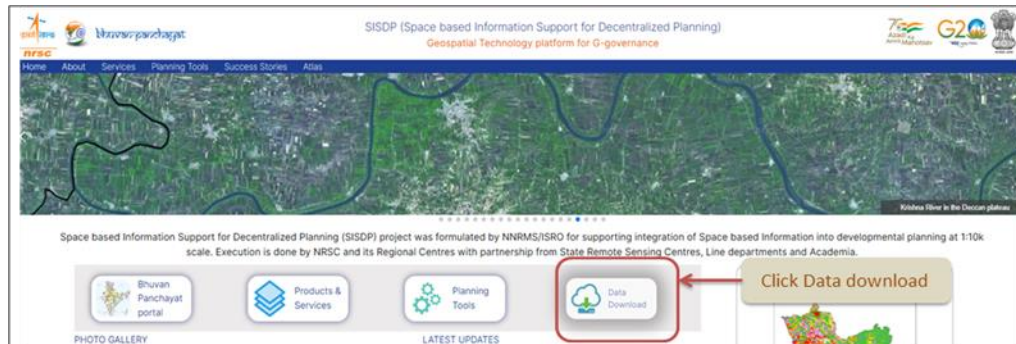 nrsc
bhuvan-panchayat
SISDP (Space based Information Support for Decentralized Planning)
Geospatial Technology platform for G-governance
75
Azadi Ka
Amrit Mahotsav
G20
Home About Services Planning Tools Success Stories Atlas
Krishna River in the Deccan plateau
Space based Information Support for Decentralized Planning (SISDP) project was formulated by NNRMS/ISRO for supporting integration of Space based Information into developmental planning at 1:10k
scale. Execution is done by NRSC and its Regional Centres with partnership from State Remote Sensing Centres, Line departments and Academia.
Bhuvan
Panchayat
portal
Products &
Services
Planning
Tools
Data
Download
Click Data download
PHOTO GALLERY
LATEST UPDATES